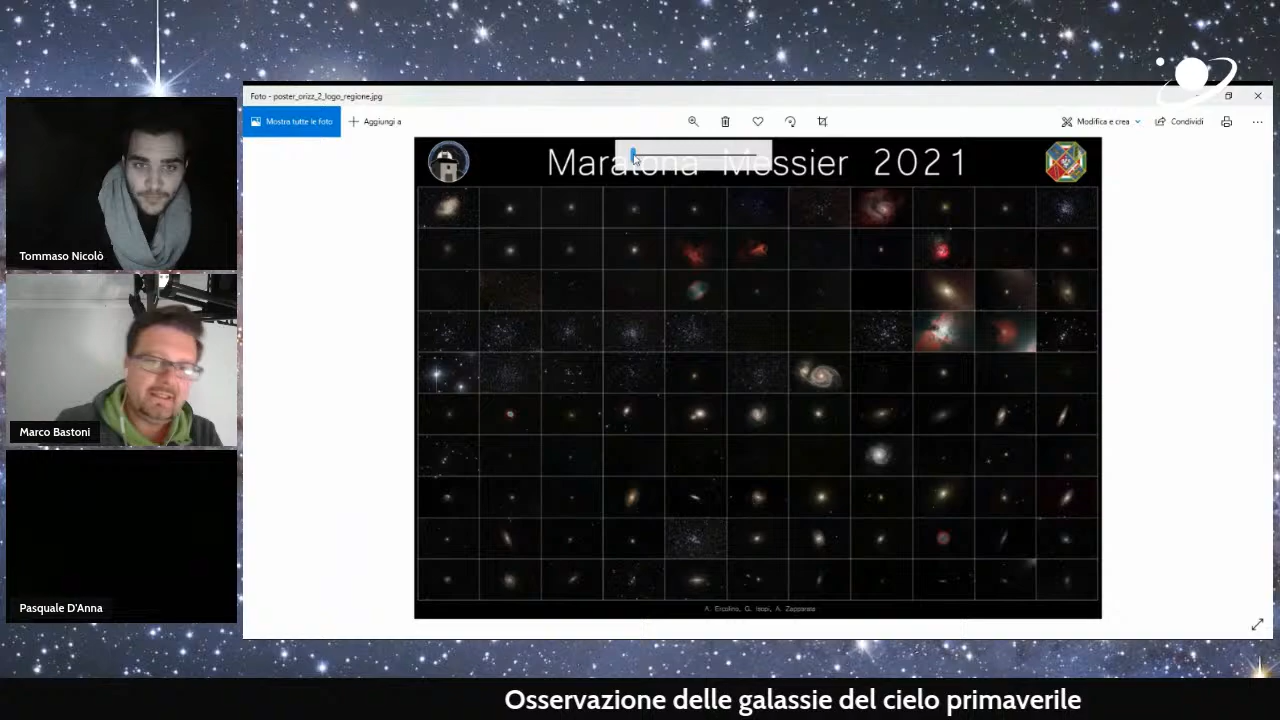 Foto - poster_orizz_2_logo_regione.jpg
Mostra tutte le foto
Aggiungi a
Modifica e crea
Condividi
Maratona Messier 2021
Tommaso Nicolò
Marco Bastoni
Pasquale D'Anna
A. Ercolino, G. Isopi, A. Zapparata
Osservazione delle galassie del cielo primaverile